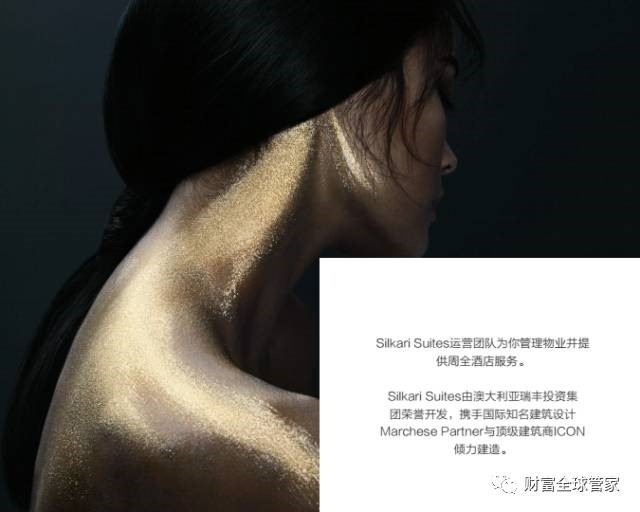 Silkari Suites运营团队为你管理物业并提
供周全酒店服务。
Silkari Suites由澳大利亚瑞丰投资集
团荣誉开发，携手国际知名建筑设计
Marchese Partner与顶级建筑商ICON
倾力建造。
财富全球管家